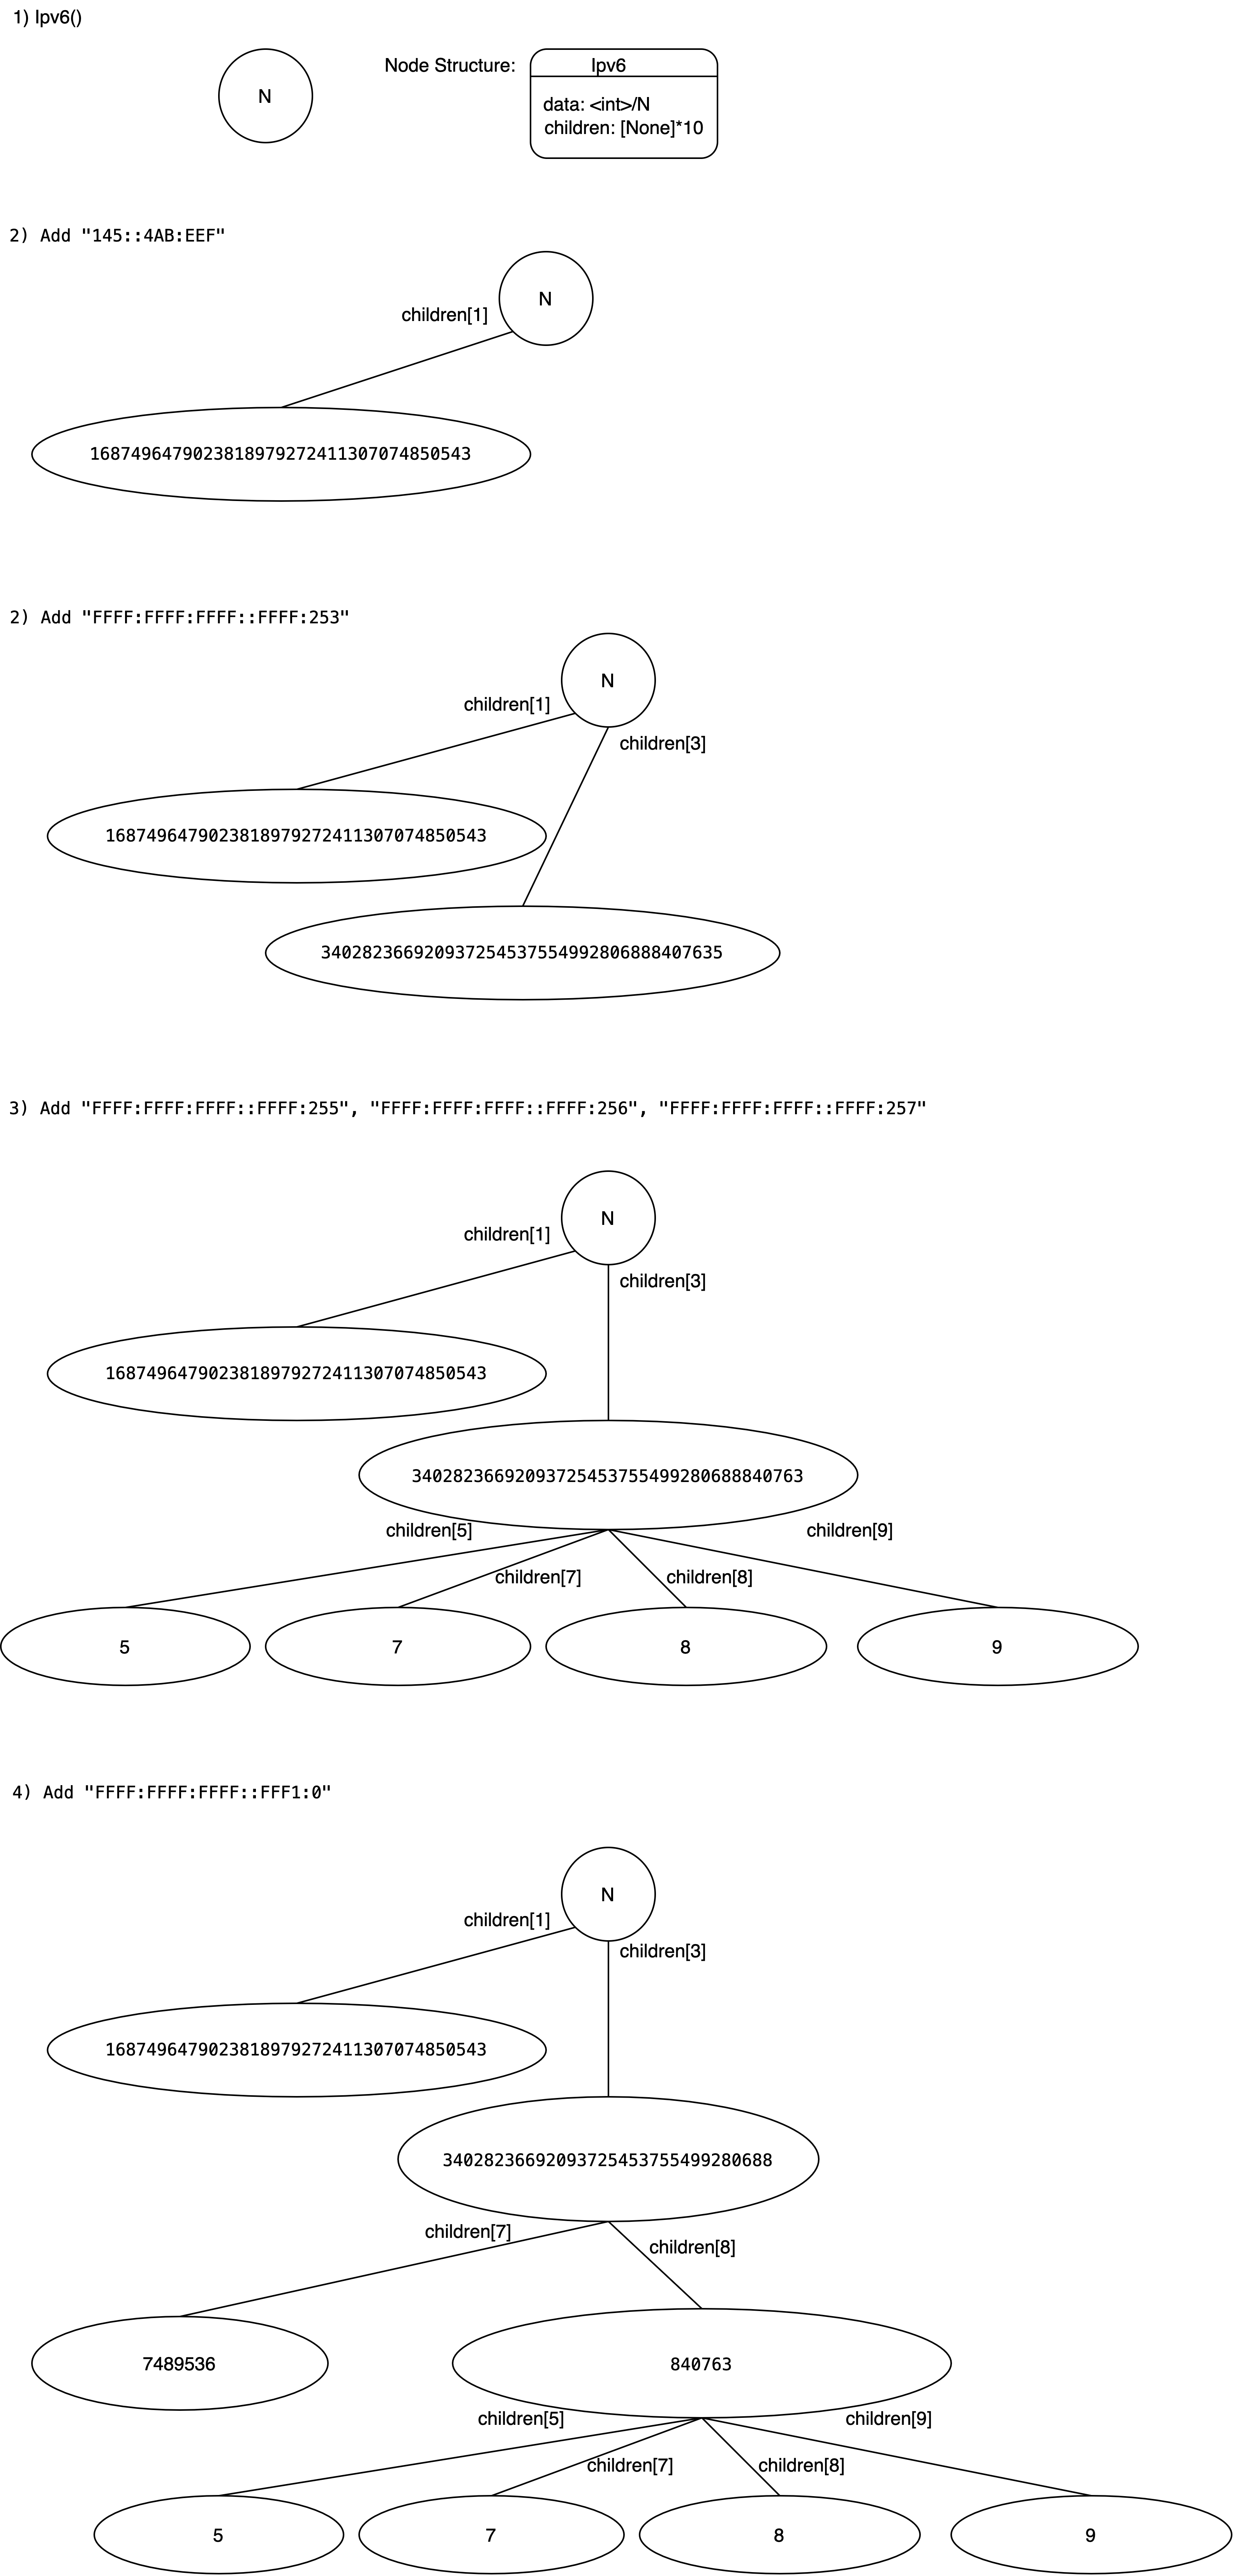 1) Ipv6()
N
Node Structure:
Ipv6
data: <int>/N
children: [None]*10
2) Add "145::4AB:EEF"
N
children[1]
1687496479023818979272411307074850543
2) Add "FFFF:FFFF:FFFF::FFFF:253"
N
children[1]
children[3]
1687496479023818979272411307074850543
340282366920937254537554992806888407635
3) Add "FFFF:FFFF:FFFF::FFFF:255", "FFFF:FFFF:FFFF::FFFF:256", "FFFF:FFFF:FFFF::FFFF:257"
N
children[1]
children[3]
1687496479023818979272411307074850543
34028236692093725453755499280688840763
children[5]
children[9]
children[7]
children[8]
5
7
8
9
4) Add "FFFF:FFFF:FFFF::FFF1:0"
N
children[1]
children[3]
1687496479023818979272411307074850543
34028236692093725453755499280688
children[7]
children[8]
7489536
840763
children[5]
children[9]
children[7]
children[8]
5
7
8
9